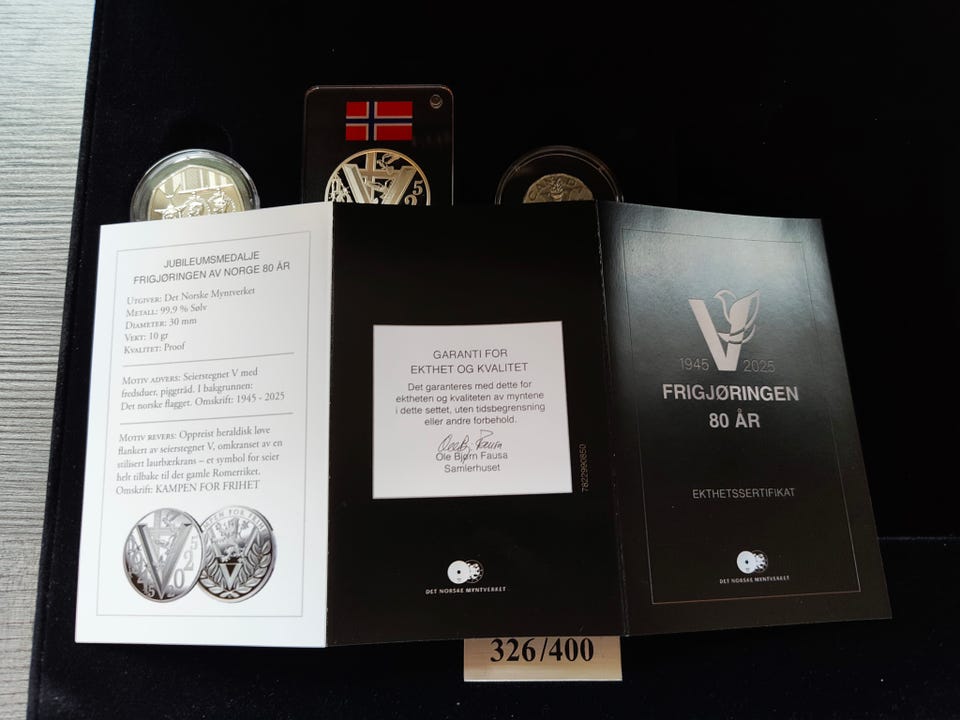 CANADA
JUBILEUMSMEDALJE
FRIGJØRINGEN AV NORGE 80 ÅR
UTGIVER: Det Norske Myntverket
METALL: 99,9 % Sølv
DIAMETER: 30 mm
VEKT: 10 gr
KVALITET: Proof
MOTIV ADVERS: Seierstegnet V med
fredsduer, piggtråd. I bakgrunnen:
Det norske flagget. Omskrift: 1945 - 2025
MOTIV REVERS: Oppreist heraldisk løve
flankert av seierstegnet V, omkranset av en
stilisert laurbærkrans – et symbol for seier
helt tilbake til det gamle Romerriket.
Omskrift: KAMPEN FOR FRIHET
GARANTI FOR
EKTHET OG KVALITET
Det garanteres med dette for
ektheten og kvaliteten av myntene
i dette settet, uten tidsbegrensning
eller andre forbehold.
Ole Bjørn Fausa
Samlerhuset
7822990850
DET NORSKE MYNTVERKET
V
1945 2025
FRIGJØRINGEN
80 ÅR
EKTHETSSERTIFIKAT
DET NORSKE MYNTVERKET
326/400